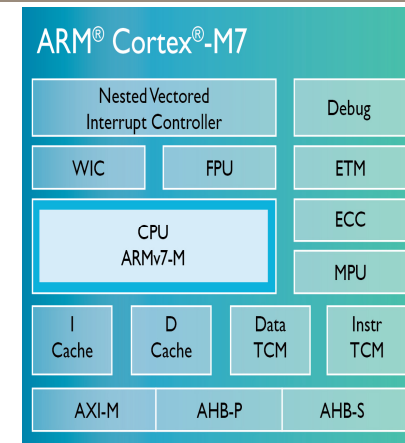 ARM® Cortex®-M7
Nested Vectored
Interrupt Controller
Debug
WIC
FPU
ETM
CPU
ARMv7-M
ECC
MPU
I
Cache
D
Cache
Data
TCM
Instr
TCM
AXI-M
AHB-P
AHB-S